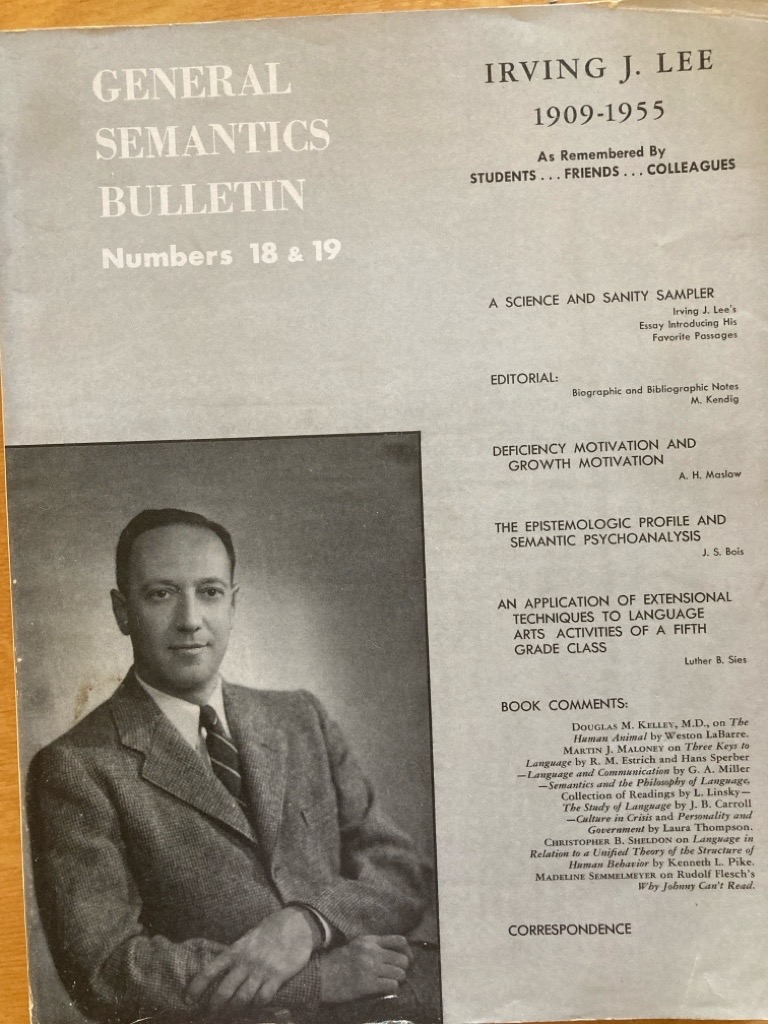 GENERAL
SEMANTICS
BULLETIN
Numbers 18 & 19
IRVING J. LEE
1909-1955
As Remembered By
STUDENTS . . . FRIENDS . . . COLLEAGUES
A SCIENCE AND SANITY SAMPLER
Irving J. Lee's
Essay Introducing His
Favorite Passages
EDITORIAL:
Biographic and Bibliographic Notes
M. Kendig
DEFICIENCY MOTIVATION AND
GROWTH MOTIVATION
A. H. Maslow
THE EPISTEMOLOGIC PROFILE AND
SEMANTIC PSYCHOANALYSIS
J. S. Bois
AN APPLICATION OF EXTENSIONAL
TECHNIQUES TO LANGUAGE
ARTS ACTIVITIES OF A FIFTH
GRADE CLASS
Luther B. Sies
BOOK COMMENTS:
DOUGLAS M. KELLEY, M.D., on The
Human Animal by Weston LaBarre.
MARTIN J. MALONEY on Three Keys to
Language by R. M. Estrich and Hans Sperber
—Language and Communication by G. A. Miller
—Semantics and the Philosophy of Language,
Collection of Readings by L. Linsky—
The Study of Language by J. B. Carroll
—Culture in Crisis and Personality and
Government by Laura Thompson.
CHRISTOPHER B. SHELDON on Language in
Relation to a Unified Theory of the Structure of
Human Behavior by Kenneth L. Pike.
MADELINE SEMMELMEYER on Rudolf Flesch's
Why Johnny Can't Read.
CORRESPONDENCE